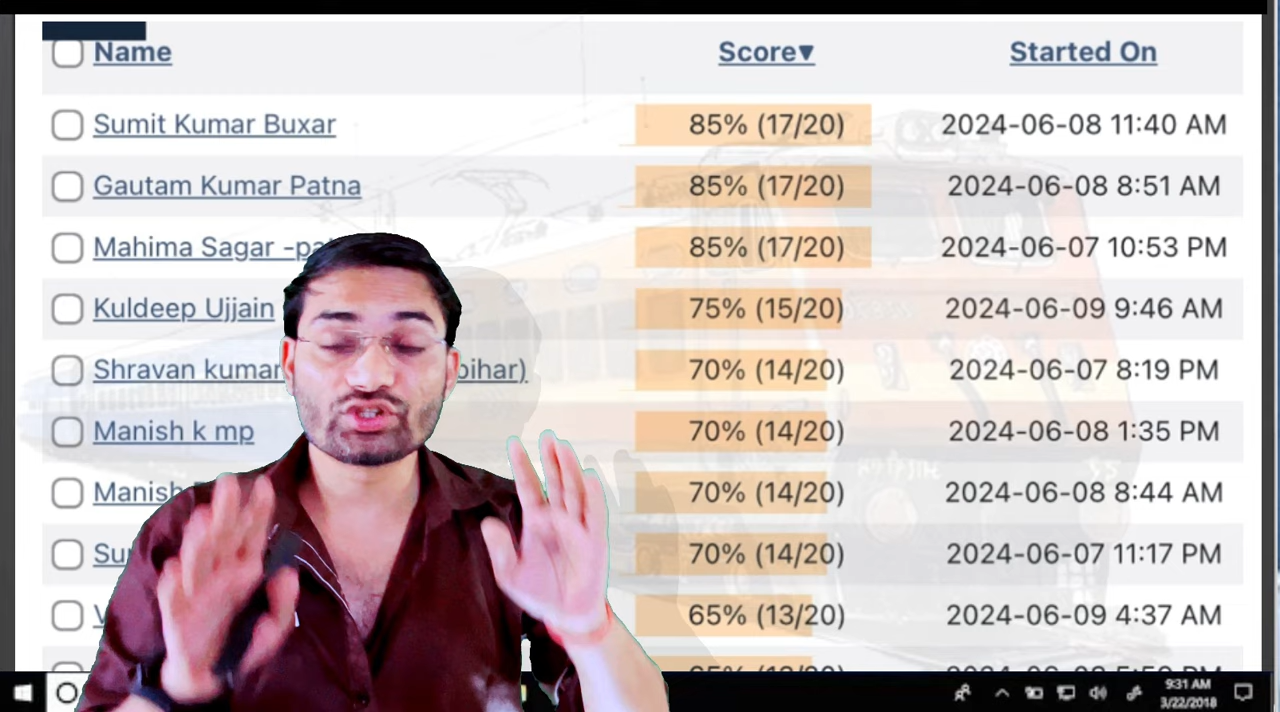 Name Score▼ Started On
Sumit Kumar Buxar 85% (17/20) 2024-06-08 11:40 AM
Gautam Kumar Patna 85% (17/20) 2024-06-08 8:51 AM
Mahima Sagar 85% (17/20) 2024-06-07 10:53 PM
Kuldeep Ujjain 75% (15/20) 2024-06-09 9:46 AM
Shravan kumar bihar) 70% (14/20) 2024-06-07 8:19 PM
Manish k mp 70% (14/20) 2024-06-08 1:35 PM
Manish 70% (14/20) 2024-06-08 8:44 AM
70% (14/20) 2024-06-07 11:17 PM
65% (13/20) 2024-06-09 4:37 AM
9:31 AM
3/22/2018